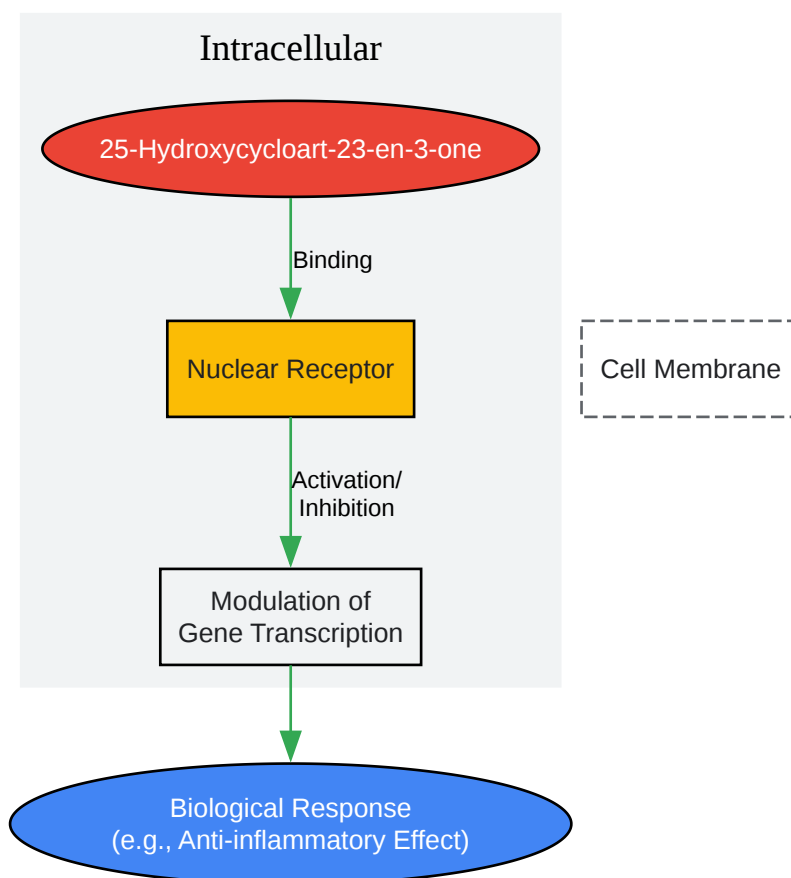 Intracellular
25-Hydroxycycloart-23-en-3-one
Binding
Nuclear Receptor
Cell Membrane
Activation/
Inhibition
Modulation of
Gene Transcription
Biological Response
(e.g., Anti-inflammatory Effect)